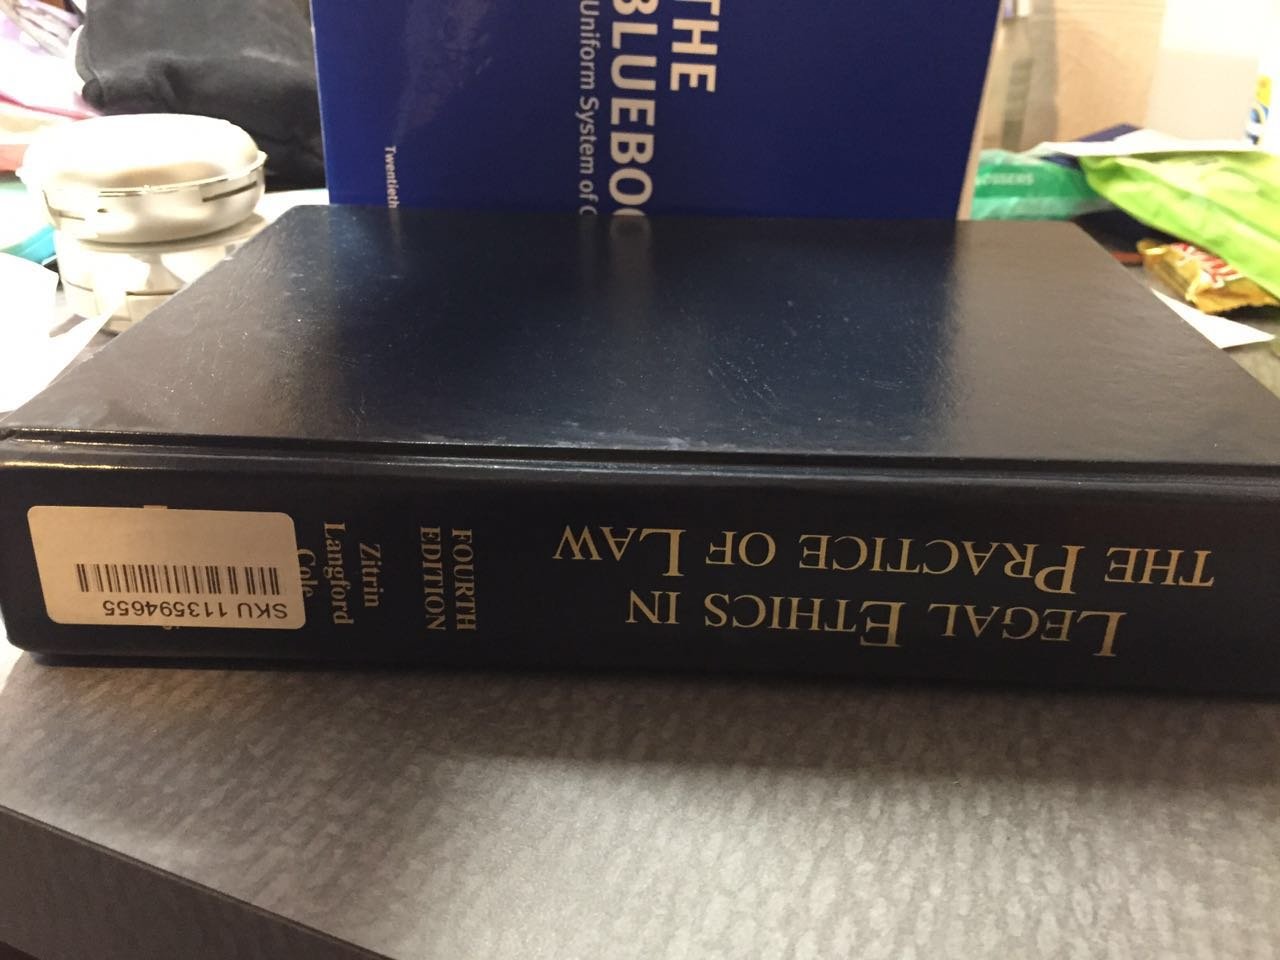 THE
BLUEBOO
Uniform System of C
Twentieth
LEGAL ETHICS IN
THE PRACTICE OF LAW
FOURTH
EDITION
Zitrin
Langford
Cole
SKU 113594655